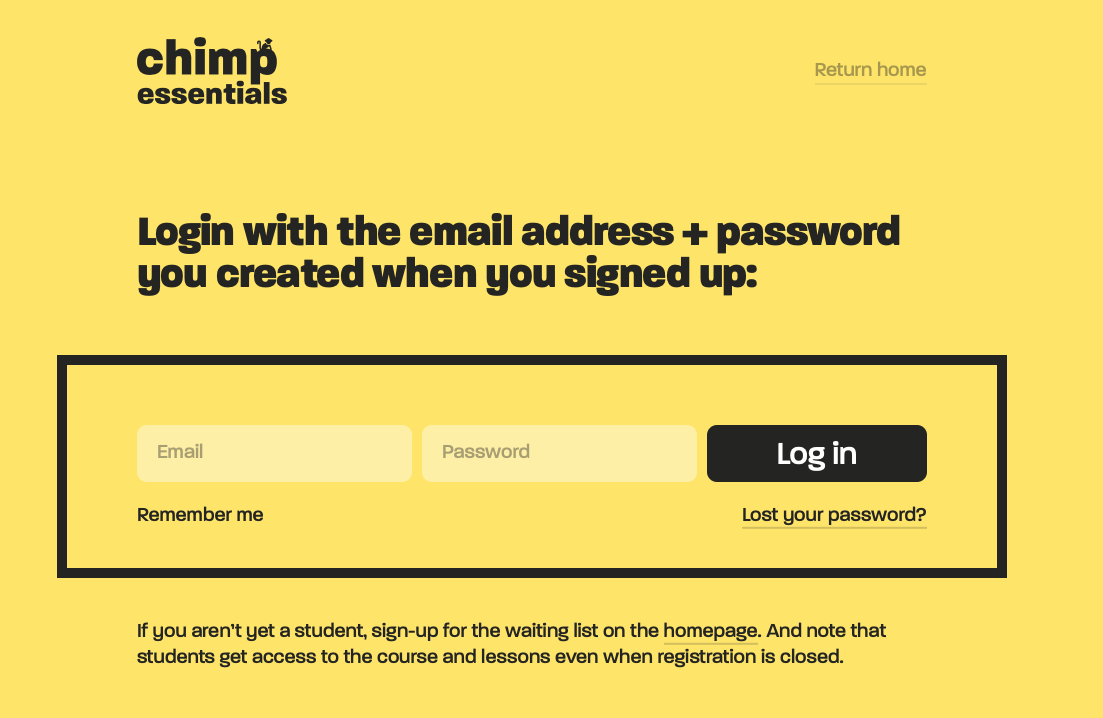 chimp
essentials
Return home
Login with the email address + password
you created when you signed up:
Email
Password
Log in
Remember me
Lost your password?
If you aren’t yet a student, sign-up for the waiting list on the homepage. And note that
students get access to the course and lessons even when registration is closed.